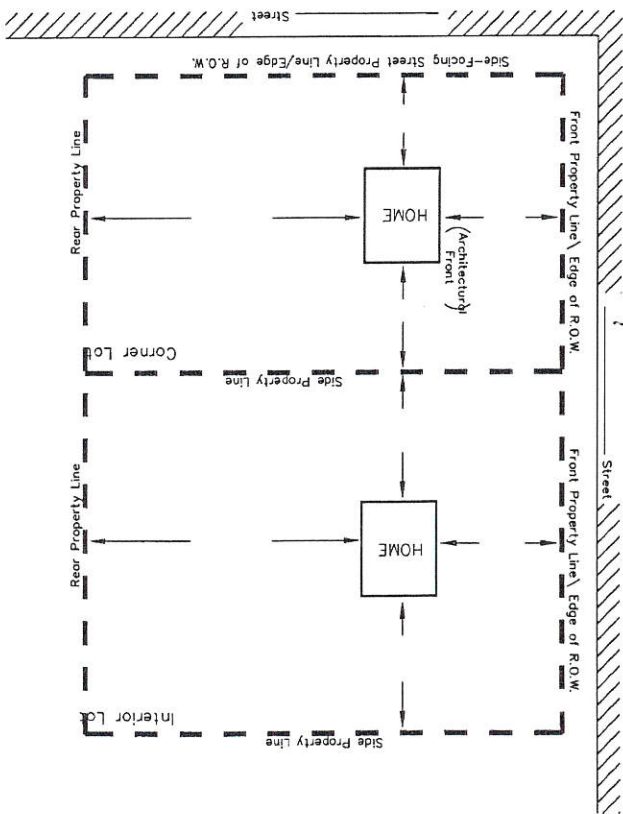 Street
Side-Facing Street Property Line/Edge of R.O.W.
Rear Property Line
HOME
(Architectural
Front)
Front Property Line\ Edge of R.O.W.
Corner Lot
Side Property Line
Street
Rear Property Line
HOME
Front Property Line\ Edge of R.O.W.
Interior Lot
Side Property Line